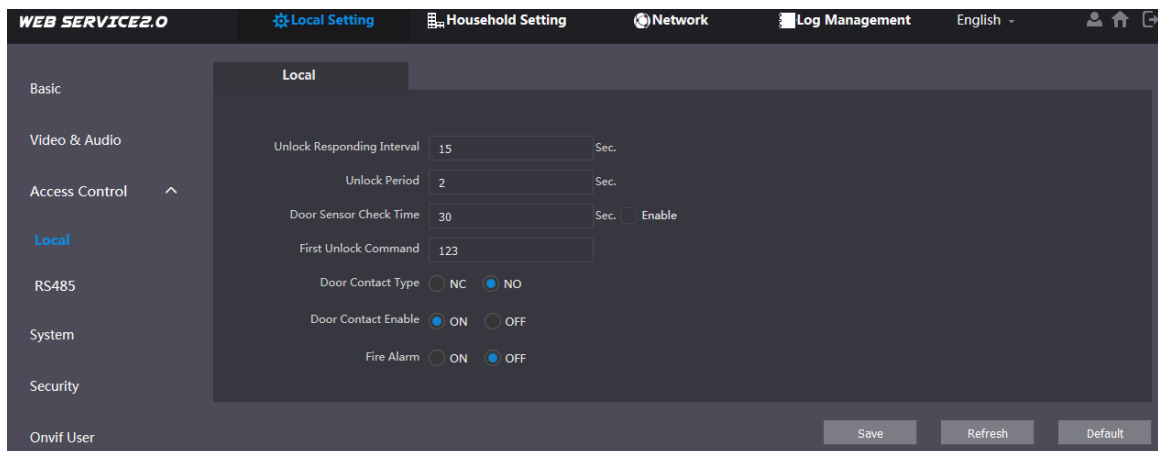 WEB SERVICE2.0 Local Setting Household Setting Network Log Management English
Local
Basic
Video & Audio
Access Control
Local
RS485
System
Security
Onvif User
Unlock Responding Interval 15 Sec.
Unlock Period 2 Sec.
Door Sensor Check Time 30 Sec. Enable
First Unlock Command 123
Door Contact Type NC NO
Door Contact Enable ON OFF
Fire Alarm ON OFF
Save Refresh Default